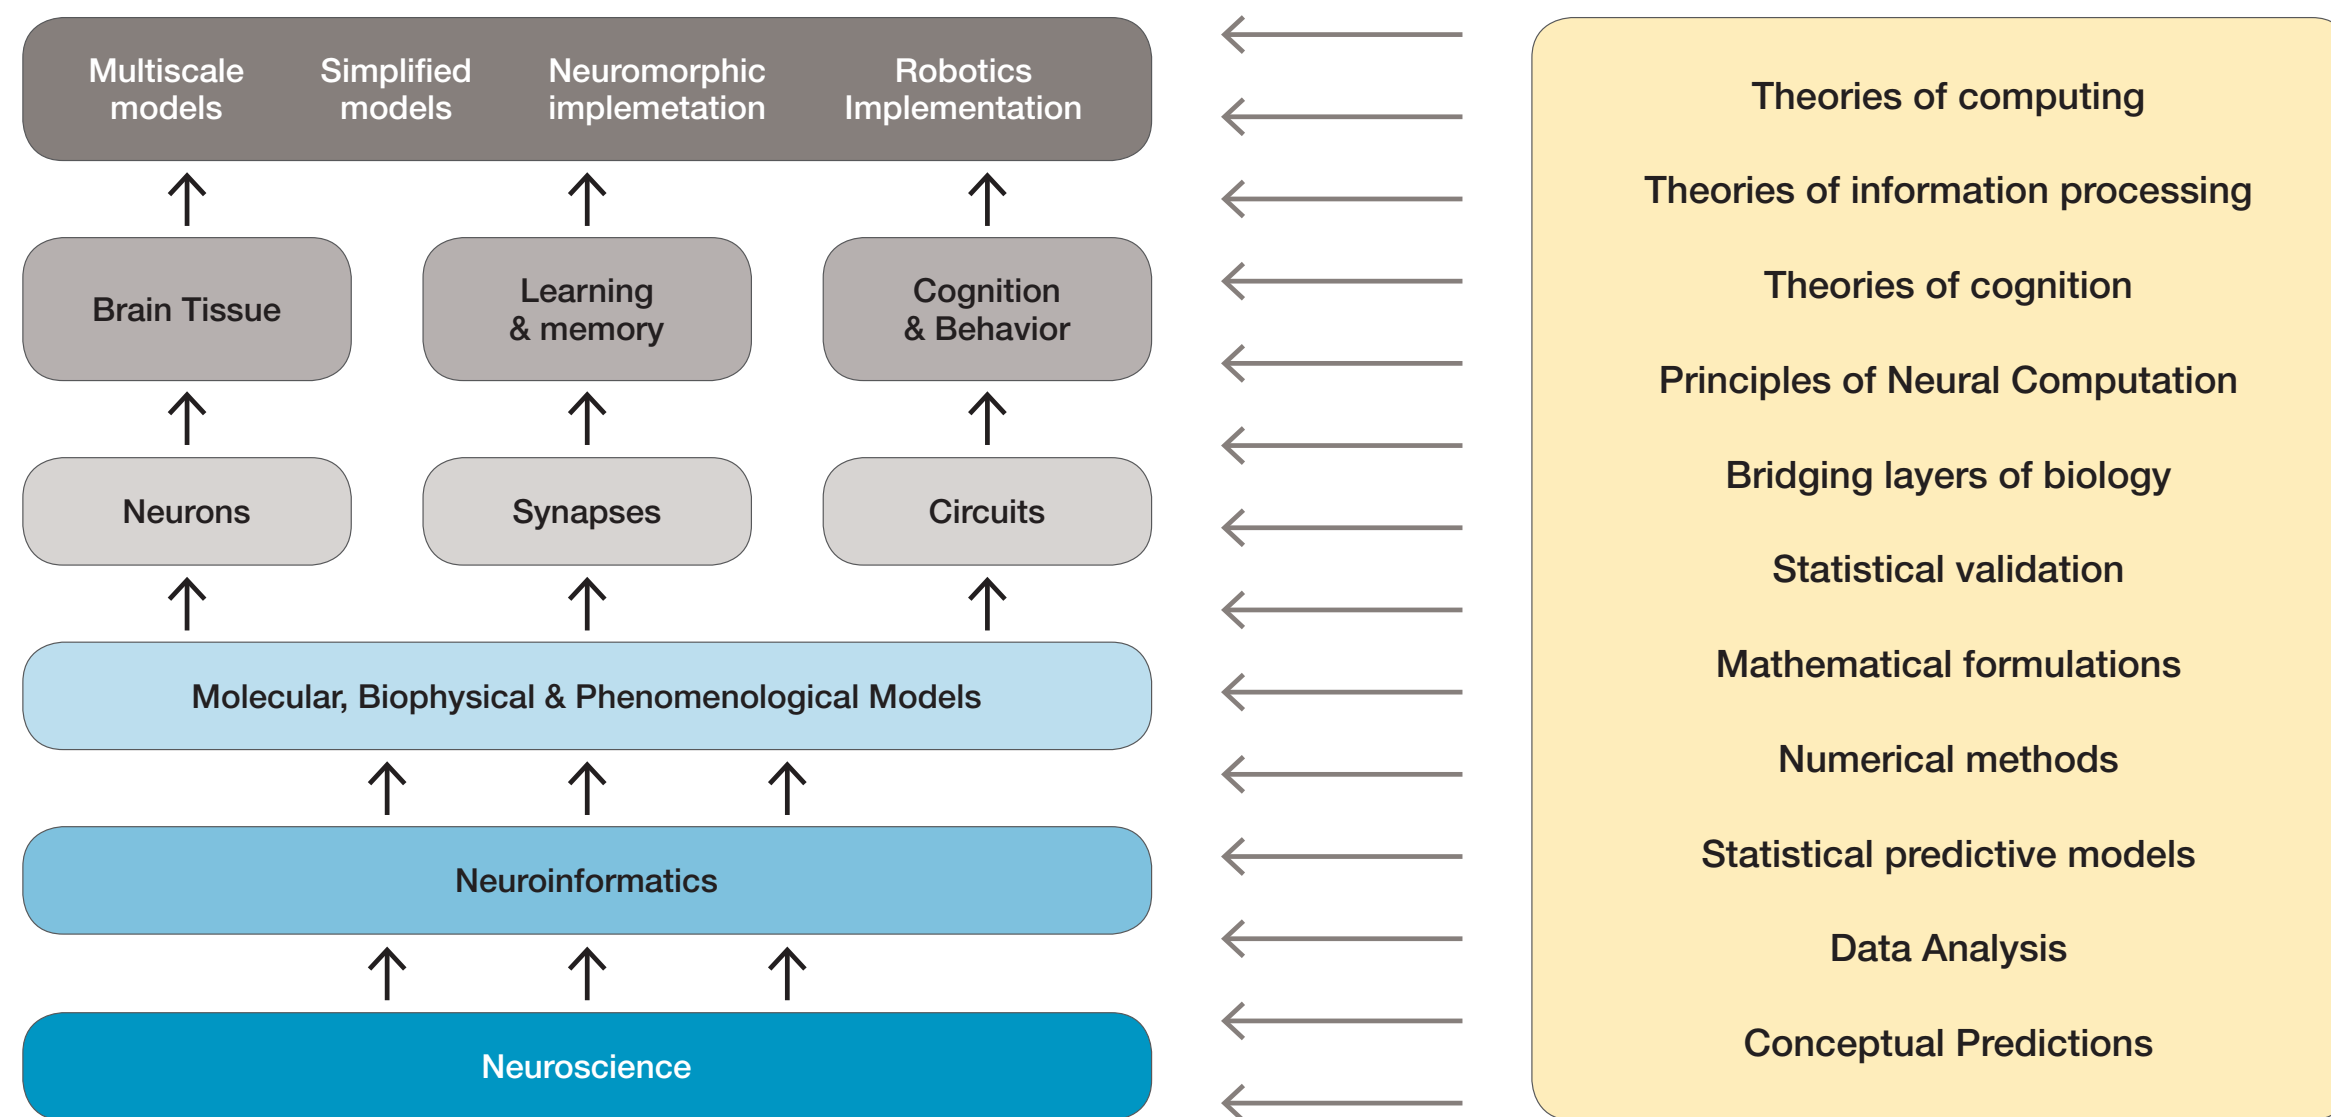 Multiscale
models
Simplified
models
Neuromorphic
implemetation
Robotics
Implementation
Brain Tissue
Learning
& memory
Cognition
& Behavior
Neurons
Synapses
Circuits
Molecular, Biophysical & Phenomenological Models
Neuroinformatics
Neuroscience
Theories of computing
Theories of information processing
Theories of cognition
Principles of Neural Computation
Bridging layers of biology
Statistical validation
Mathematical formulations
Numerical methods
Statistical predictive models
Data Analysis
Conceptual Predictions